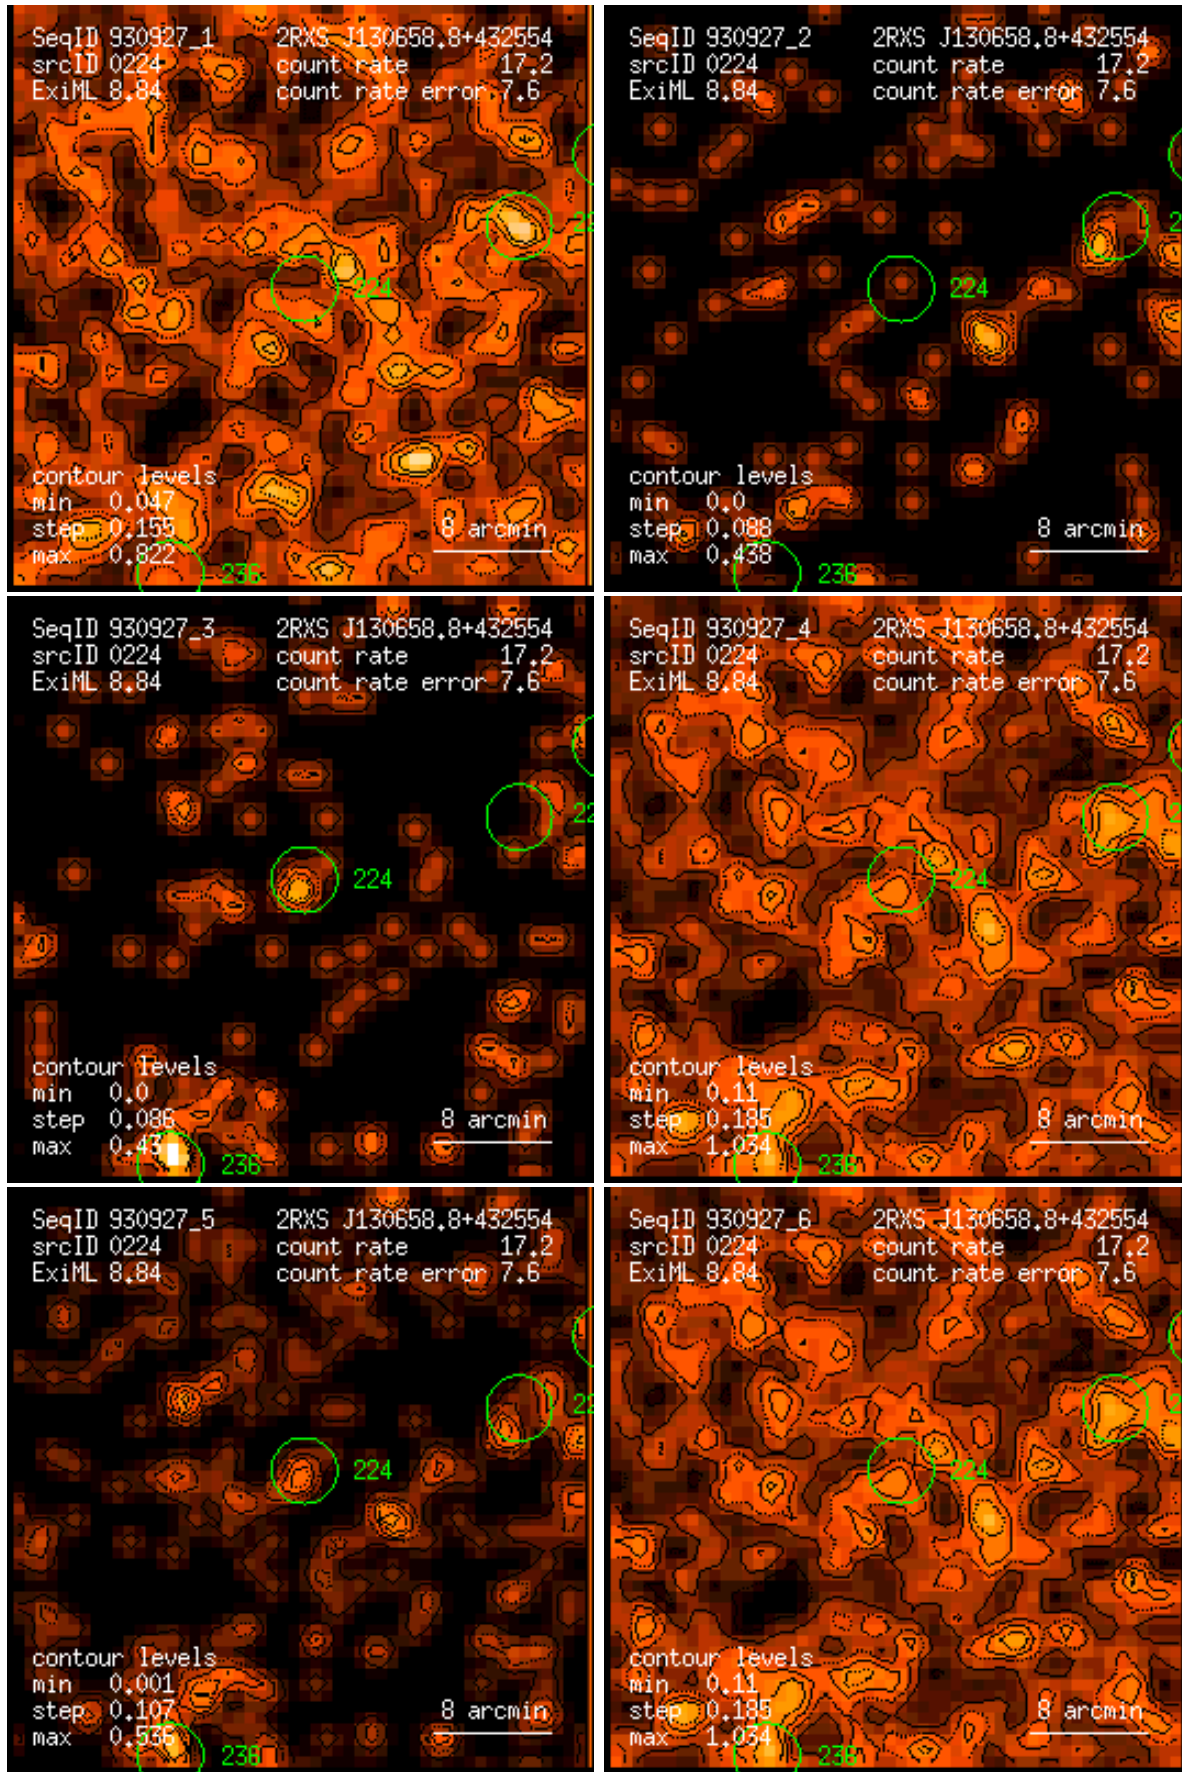 SeqID 930927_1 2RXS J130658.8+432554
srcID 0224 count rate 17.2
ExiML 8.84 count rate error 7.6
224
contour levels
min 0.047
step 0.155
max 0.822
8 arcmin
236
SeqID 930927_2 2RXS J130658.8+432554
srcID 0224 count rate 17.2
ExiML 8.84 count rate error 7.6
224
contour levels
min 0.0
step 0.088
max 0.438
8 arcmin
236
SeqID 930927_3 2RXS J130658.8+432554
srcID 0224 count rate 17.2
ExiML 8.84 count rate error 7.6
224
contour levels
min 0.0
step 0.086
max 0.43
8 arcmin
236
SeqID 930927_4 2RXS J130658.8+432554
srcID 0224 count rate 17.2
ExiML 8.84 count rate error 7.6
224
contour levels
min 0.11
step 0.185
max 1.034
8 arcmin
236
SeqID 930927_5 2RXS J130658.8+432554
srcID 0224 count rate 17.2
ExiML 8.84 count rate error 7.6
224
contour levels
min 0.001
step 0.107
max 0.536
8 arcmin
236
SeqID 930927_6 2RXS J130658.8+432554
srcID 0224 count rate 17.2
ExiML 8.84 count rate error 7.6
224
contour levels
min 0.11
step 0.185
max 1.034
8 arcmin
236